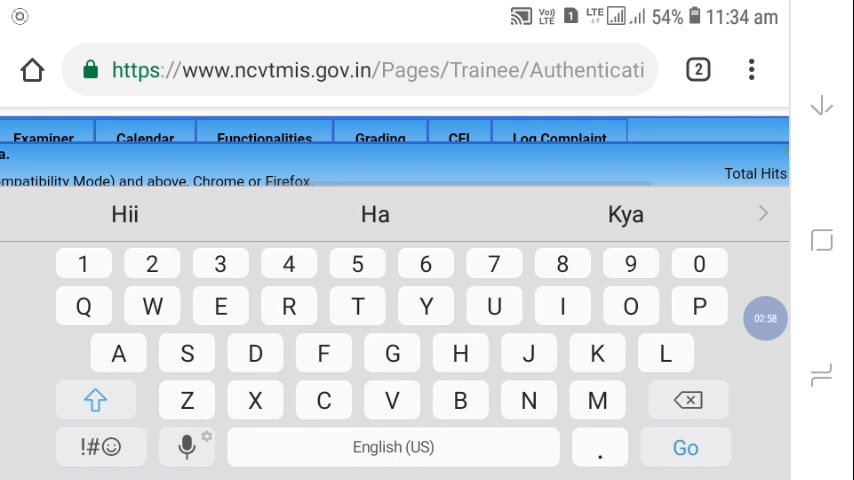 Vo)) LTE 1 LTE 54% 11:34 am
https://www.ncvtmis.gov.in/Pages/Trainee/Authenticati 2
Examiner Calendar Functionalities Grading CFI Log Complaint
a.
mpatibility Mode) and above, Chrome or Firefox. Total Hits
Hii Ha Kya
1 2 3 4 5 6 7 8 9 0
Q W E R T Y U I O P
02:58
A S D F G H J K L
Z X C V B N M
!#☺ English (US) . Go